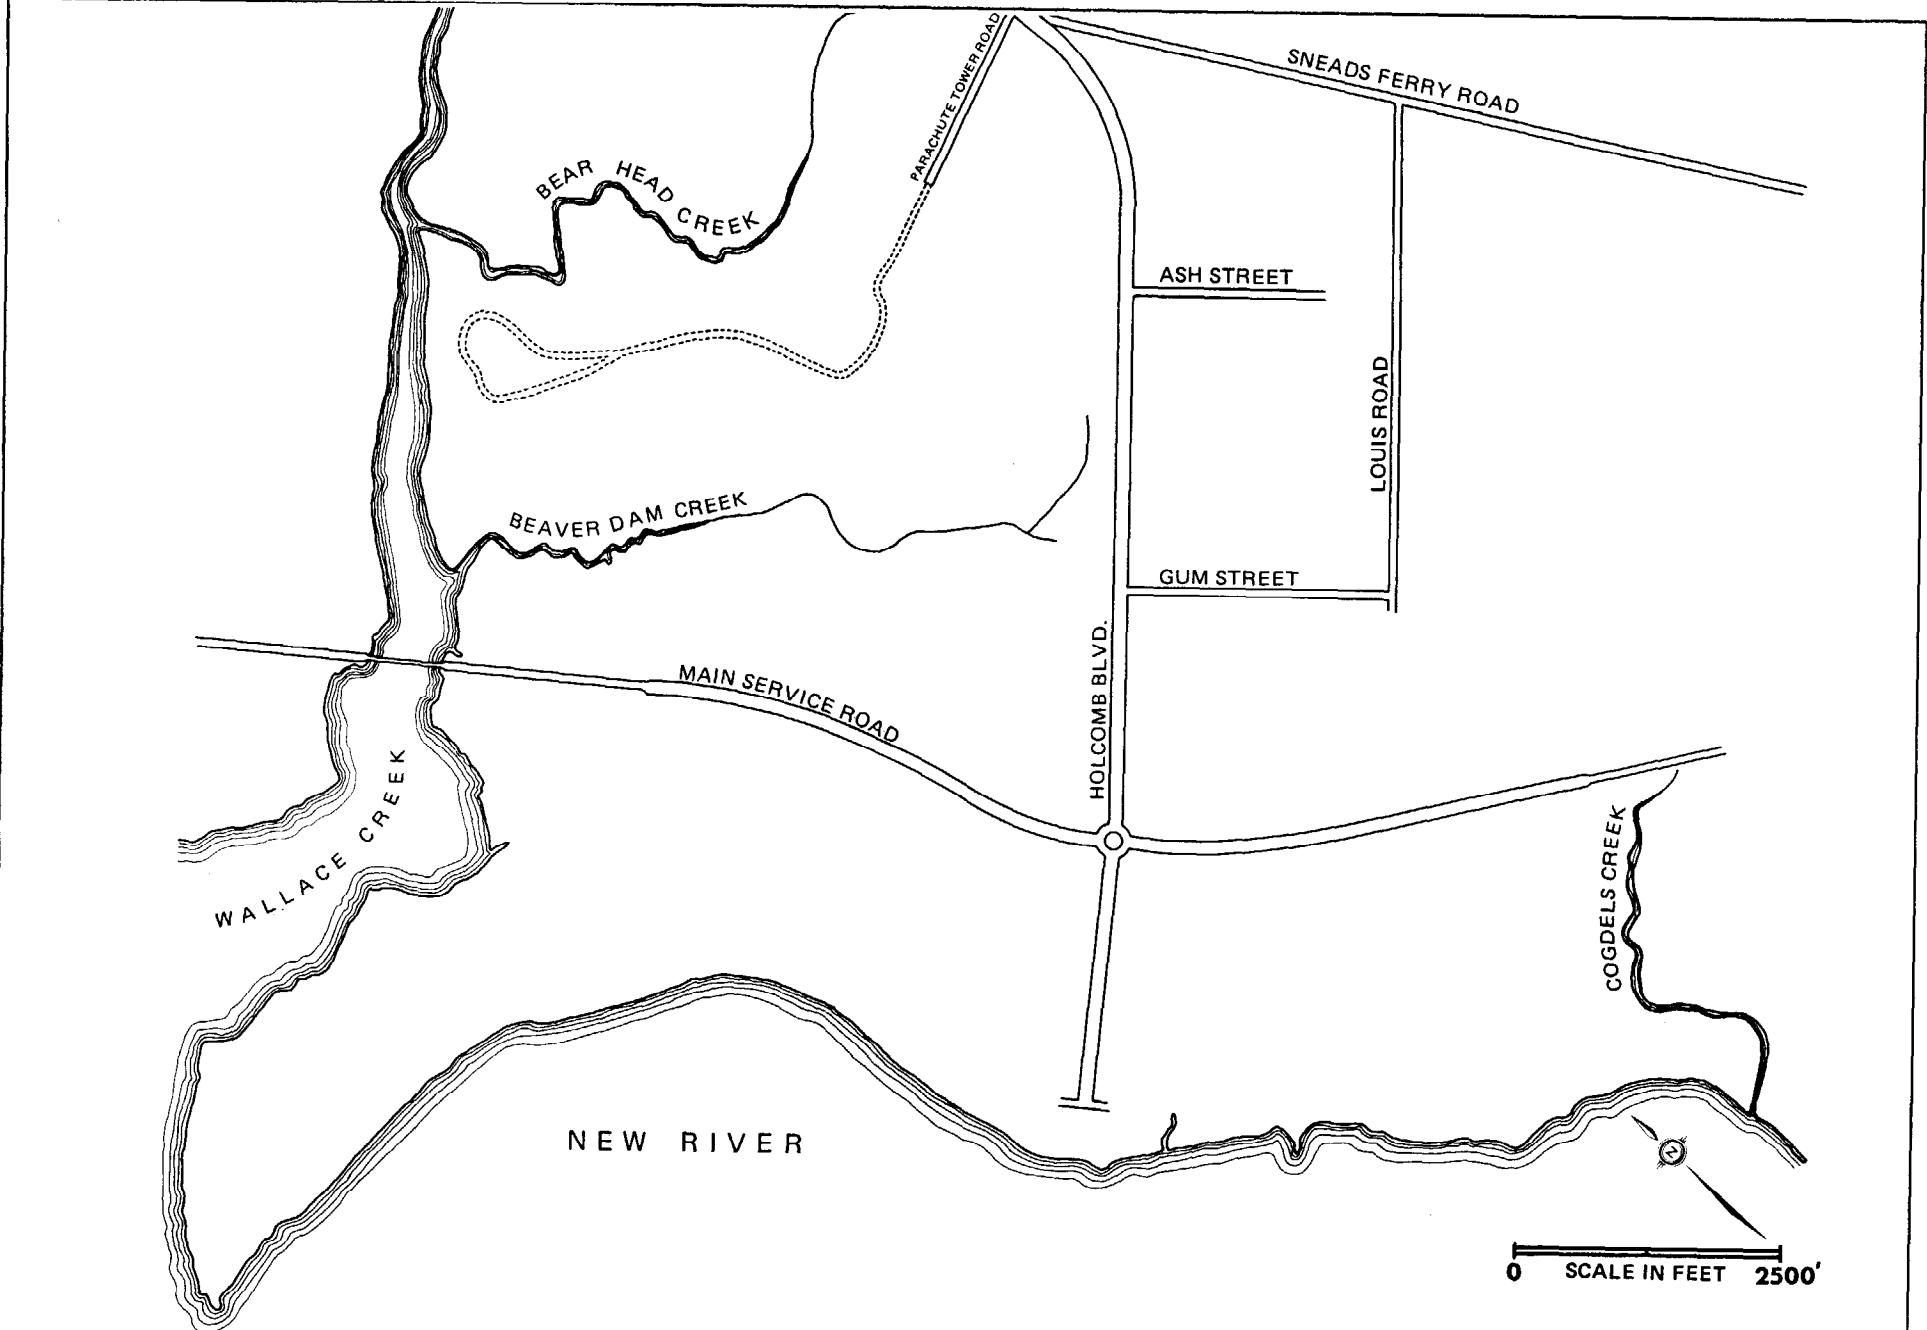 PARACHUTE TOWER ROAD
SNEADS FERRY ROAD
BEAR HEAD CREEK
ASH STREET
LOUIS ROAD
BEAVER DAM CREEK
GUM STREET
MAIN SERVICE ROAD
HOLCOMB BLVD.
WALLACE CREEK
COGDELS CREEK
NEW RIVER
N
0 SCALE IN FEET 2500'